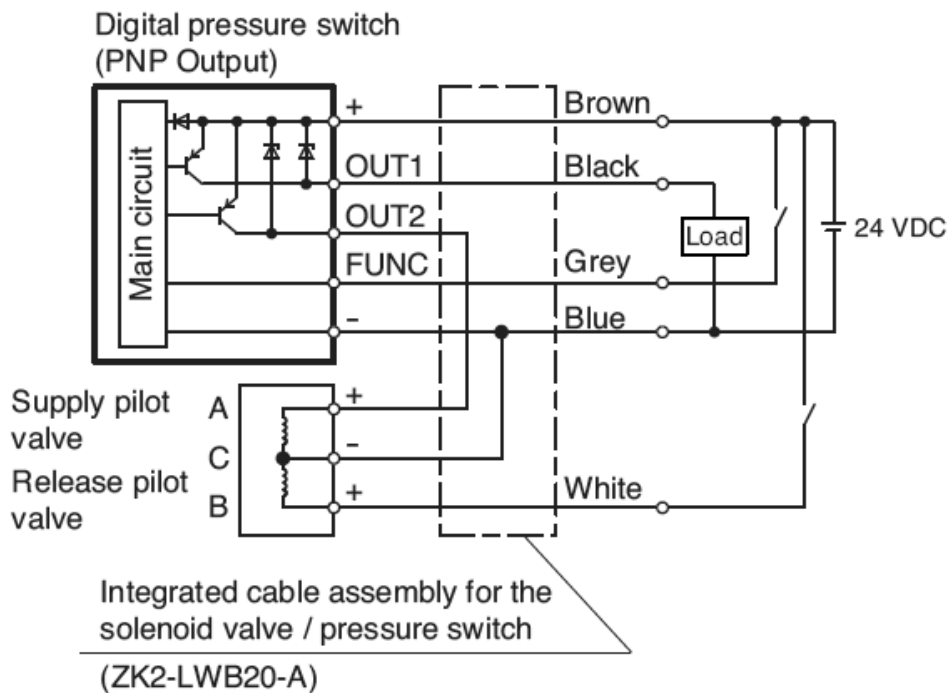 Digital pressure switch
(PNP Output)
Main circuit
+
OUT1
OUT2
FUNC
-
Brown
Black
Grey
Blue
Load
24 VDC
Supply pilot
valve
Release pilot
valve
A
C
B
+
-
+
White
Integrated cable assembly for the
solenoid valve / pressure switch
(ZK2-LWB20-A)